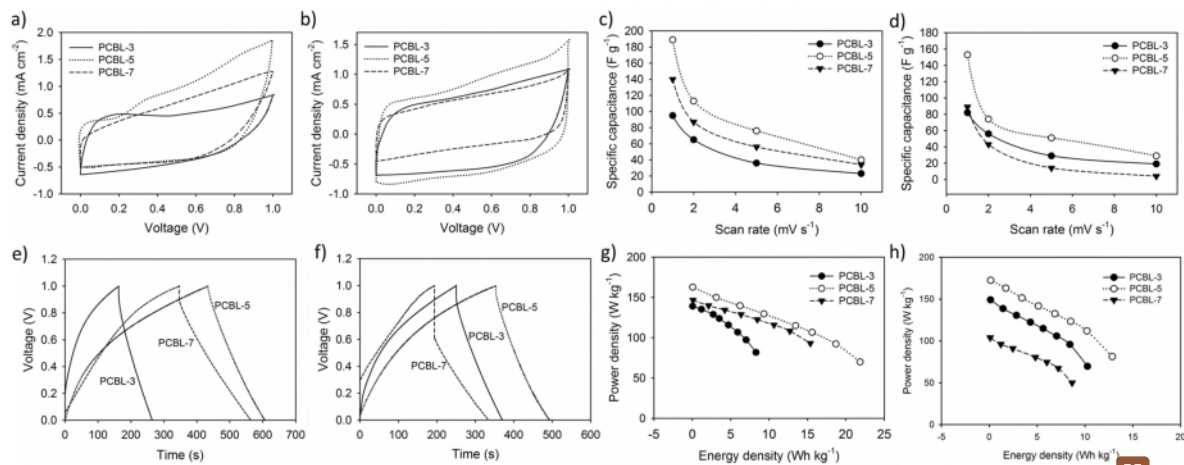 a)
Current density (mA cm⁻²)
2.0
1.5
1.0
0.5
0.0
-0.5
-1.0
PCBL-3
PCBL-5
PCBL-7
0.0 0.2 0.4 0.6 0.8 1.0
Voltage (V)
b)
Current density (mA cm⁻²)
1.5
1.0
0.5
0.0
-0.5
-1.0
PCBL-3
PCBL-5
PCBL-7
0.0 0.2 0.4 0.6 0.8 1.0
Voltage (V)
c)
Specific capacitance (F g⁻¹)
200
180
160
140
120
100
80
60
40
20
0
PCBL-3
PCBL-5
PCBL-7
0 2 4 6 8 10
Scan rate (mV s⁻¹)
d)
Specific capacitance (F g⁻¹)
180
160
140
120
100
80
60
40
20
0
PCBL-3
PCBL-5
PCBL-7
0 2 4 6 8 10
Scan rate (mV s⁻¹)
e)
Voltage (V)
1.2
1.0
0.8
0.6
0.4
0.2
0.0
PCBL-5
PCBL-7
PCBL-3
0 100 200 300 400 500 600 700
Time (s)
f)
Voltage (V)
1.2
1.0
0.8
0.6
0.4
0.2
0.0
PCBL-5
PCBL-3
PCBL-7
0 100 200 300 400 500 600
Time (s)
g)
Power density (W kg⁻¹)
200
150
100
50
0
PCBL-3
PCBL-5
PCBL-7
-5 0 5 10 15 20 25
Energy density (Wh kg⁻¹)
h)
Power density (W kg⁻¹)
200
150
100
50
0
PCBL-3
PCBL-5
PCBL-7
-5 0 5 10 15 20
Energy density (Wh kg⁻¹)